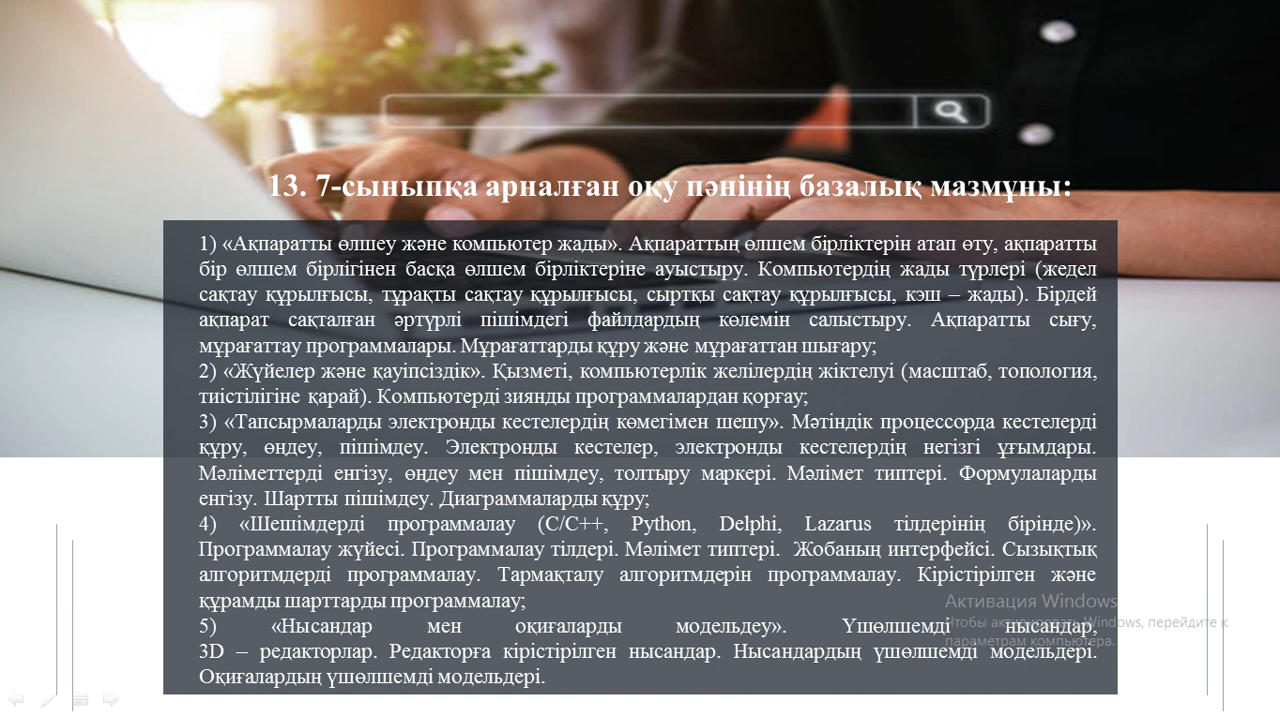 13. 7-сыныпқа арналған оқу пәнінің базалық мазмұны:
1) «Ақпаратты өлшеу және компьютер жады». Ақпараттың өлшем бірліктерін атап өту, ақпаратты
бір өлшем бірлігінен басқа өлшем бірліктеріне ауыстыру. Компьютердің жады түрлері (жедел
сақтау құрылғысы, тұрақты сақтау құрылғысы, сыртқы сақтау құрылғысы, кэш – жады). Бірдей
ақпарат сақталған әртүрлі пішімдегі файлдардың көлемін салыстыру. Ақпаратты сығу,
мұрағаттау программалары. Мұрағаттарды құру және мұрағаттан шығару;
2) «Жүйелер және қауіпсіздік». Қызметі, компьютерлік желілердің жіктелуі (масштаб, топология,
тиістілігіне қарай). Компьютерді зиянды программалардан қорғау;
3) «Тапсырмаларды электронды кестелердің көмегімен шешу». Мәтіндік процессорда кестелерді
құру, өңдеу, пішімдеу. Электронды кестелер, электронды кестелердің негізгі ұғымдары.
Мәліметтерді енгізу, өңдеу мен пішімдеу, толтыру маркері. Мәлімет типтері. Формулаларды
енгізу. Шартты пішімдеу. Диаграммаларды құру;
4) «Шешімдерді программалау (C/C++, Python, Delphi, Lazarus тілдерінің бірінде)».
Программалау жүйесі. Программалау тілдері. Мәлімет типтері. Жобаның интерфейсі. Сызықтық
алгоритмдерді программалау. Тармақталу алгоритмдерін программалау. Кірістірілген және
құрамды шарттарды программалау;
5) «Нысандар мен оқиғаларды модельдеу». Үшөлшемді нысандар,
3D – редакторлар. Редакторға кірістірілген нысандар. Нысандардың үшөлшемді модельдері.
Оқиғалардың үшөлшемді модельдері.
Активация Windows
Чтобы активировать Windows, перейдите к
параметрам компьютера.